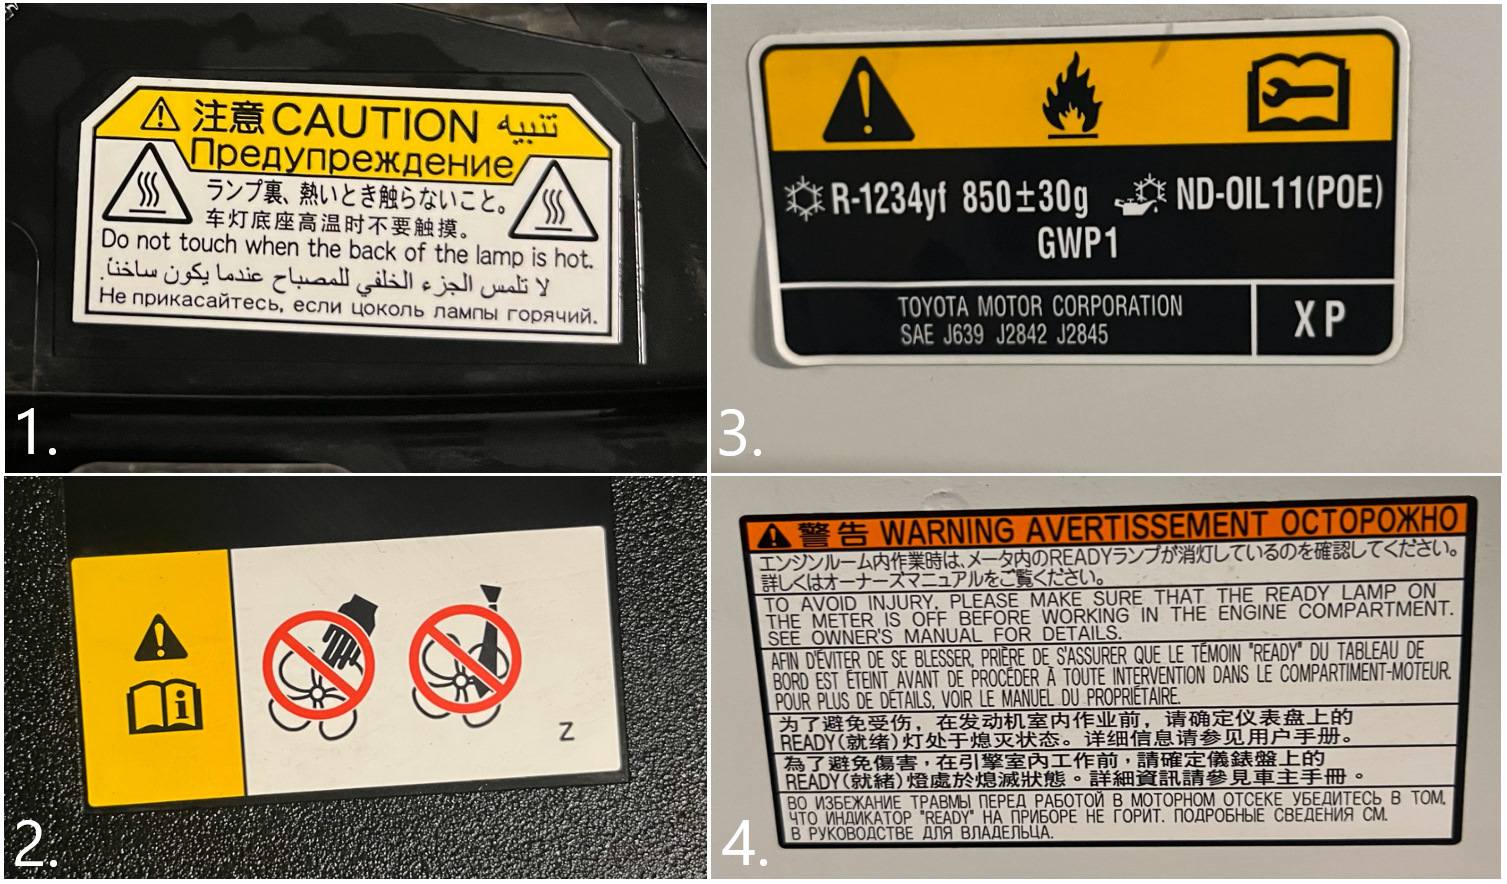 注意 CAUTION تنبيه
Предупреждение
ランプ裏、熱いとき触らないこと。
车灯底座高温时不要触摸。
Do not touch when the back of the lamp is hot.
لا تلمس الجزء الخلفي للمصباح عندما يكون ساخناً.
Не прикасайтесь, если цоколь лампы горячий.
1.
Z
2.
R-1234yf 850±30g ND-OIL11(POE)
GWP1
TOYOTA MOTOR CORPORATION
SAE J639 J2842 J2845
XP
3.
警告 WARNING AVERTISSEMENT ОСТОРОЖНО
エンジンルーム内作業時は、メータ内のREADYランプが消灯しているのを確認してください。
詳しくはオーナーズマニュアルをご覧ください。
TO AVOID INJURY, PLEASE MAKE SURE THAT THE READY LAMP ON
THE METER IS OFF BEFORE WORKING IN THE ENGINE COMPARTMENT.
SEE OWNER'S MANUAL FOR DETAILS.
AFIN D'ÉVITER DE SE BLESSER, PRIÈRE DE S'ASSURER QUE LE TÉMOIN "READY" DU TABLEAU DE
BORD EST ÉTEINT AVANT DE PROCÉDER À TOUTE INTERVENTION DANS LE COMPARTIMENT-MOTEUR.
POUR PLUS DE DÉTAILS, VOIR LE MANUEL DU PROPRIÉTAIRE.
为了避免受伤，在发动机室内作业前，请确定仪表盘上的
READY(就绪)灯处于熄灭状态。详细信息请参见用户手册。
為了避免傷害，在引擎室內工作前，請確定儀錶盤上的
READY(就緒)燈處於熄滅狀態。詳細資訊請參見車主手冊。
ВО ИЗБЕЖАНИЕ ТРАВМЫ ПЕРЕД РАБОТОЙ В МОТОРНОМ ОТСЕКЕ УБЕДИТЕСЬ В ТОМ,
ЧТО ИНДИКАТОР "READY" НА ПРИБОРЕ НЕ ГОРИТ. ПОДРОБНЫЕ СВЕДЕНИЯ СМ.
В РУКОВОДСТВЕ ДЛЯ ВЛАДЕЛЬЦА.
4.